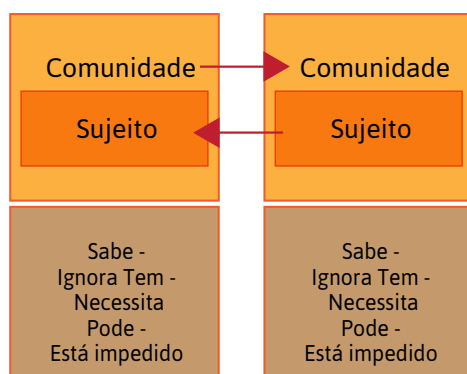 Comunidade
Sujeito
Sabe -
Ignora Tem -
Necessita
Pode -
Está impedido
Comunidade
Sujeito
Sabe -
Ignora Tem -
Necessita
Pode -
Está impedido